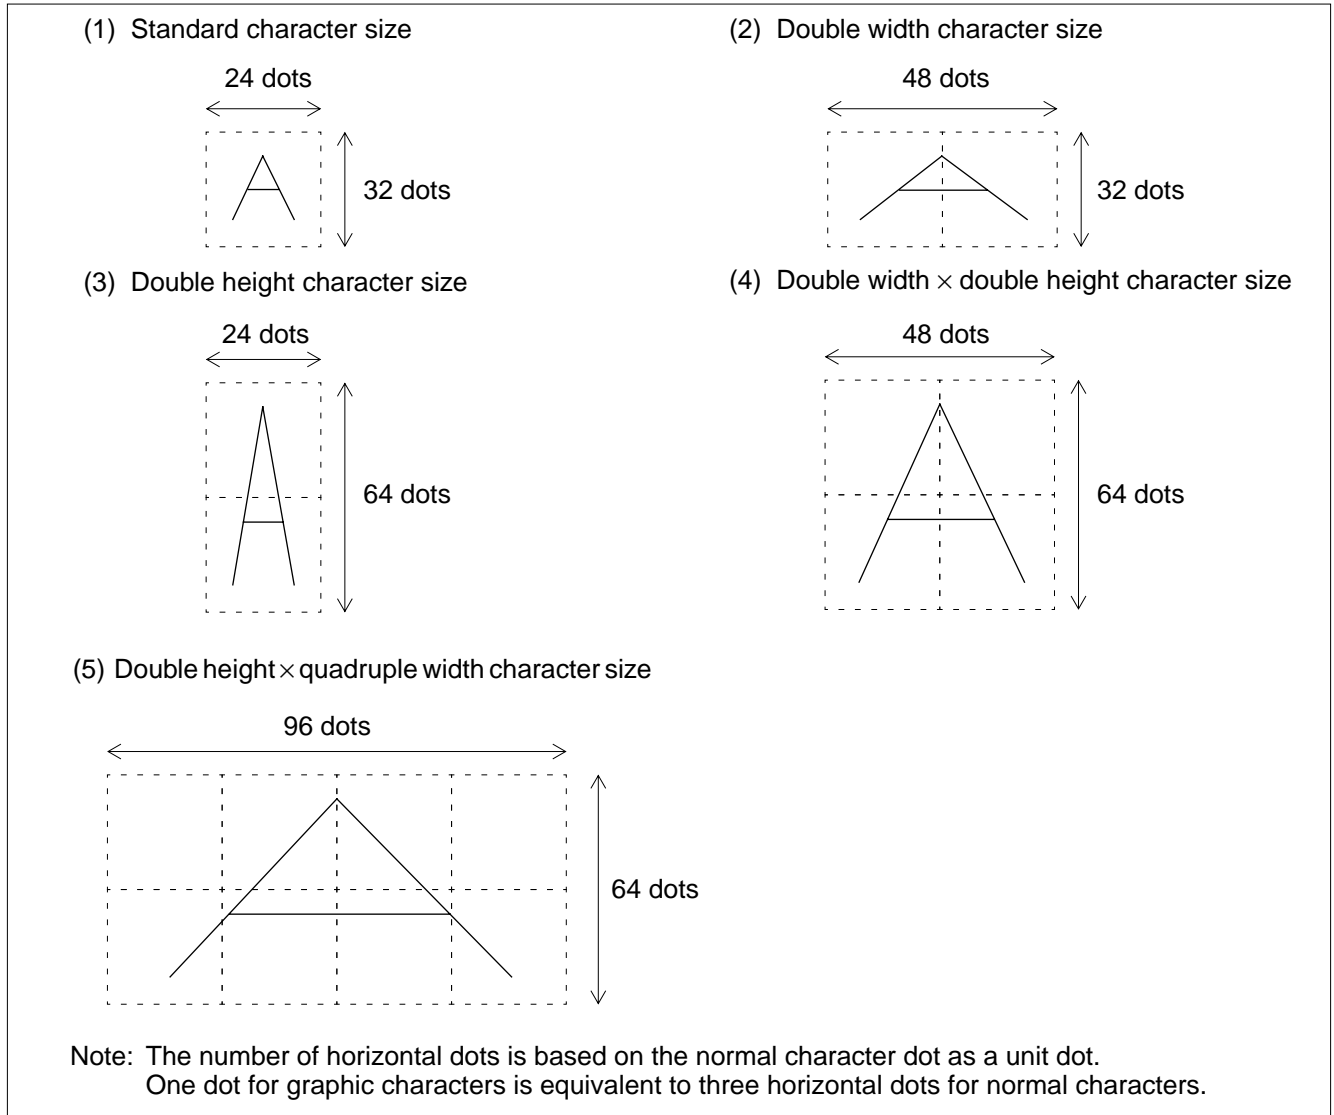 (1) Standard character size
24 dots
32 dots
(2) Double width character size
48 dots
32 dots
(3) Double height character size
24 dots
64 dots
(4) Double width × double height character size
48 dots
64 dots
(5) Double height × quadruple width character size
96 dots
64 dots
Note: The number of horizontal dots is based on the normal character dot as a unit dot.
One dot for graphic characters is equivalent to three horizontal dots for normal characters.